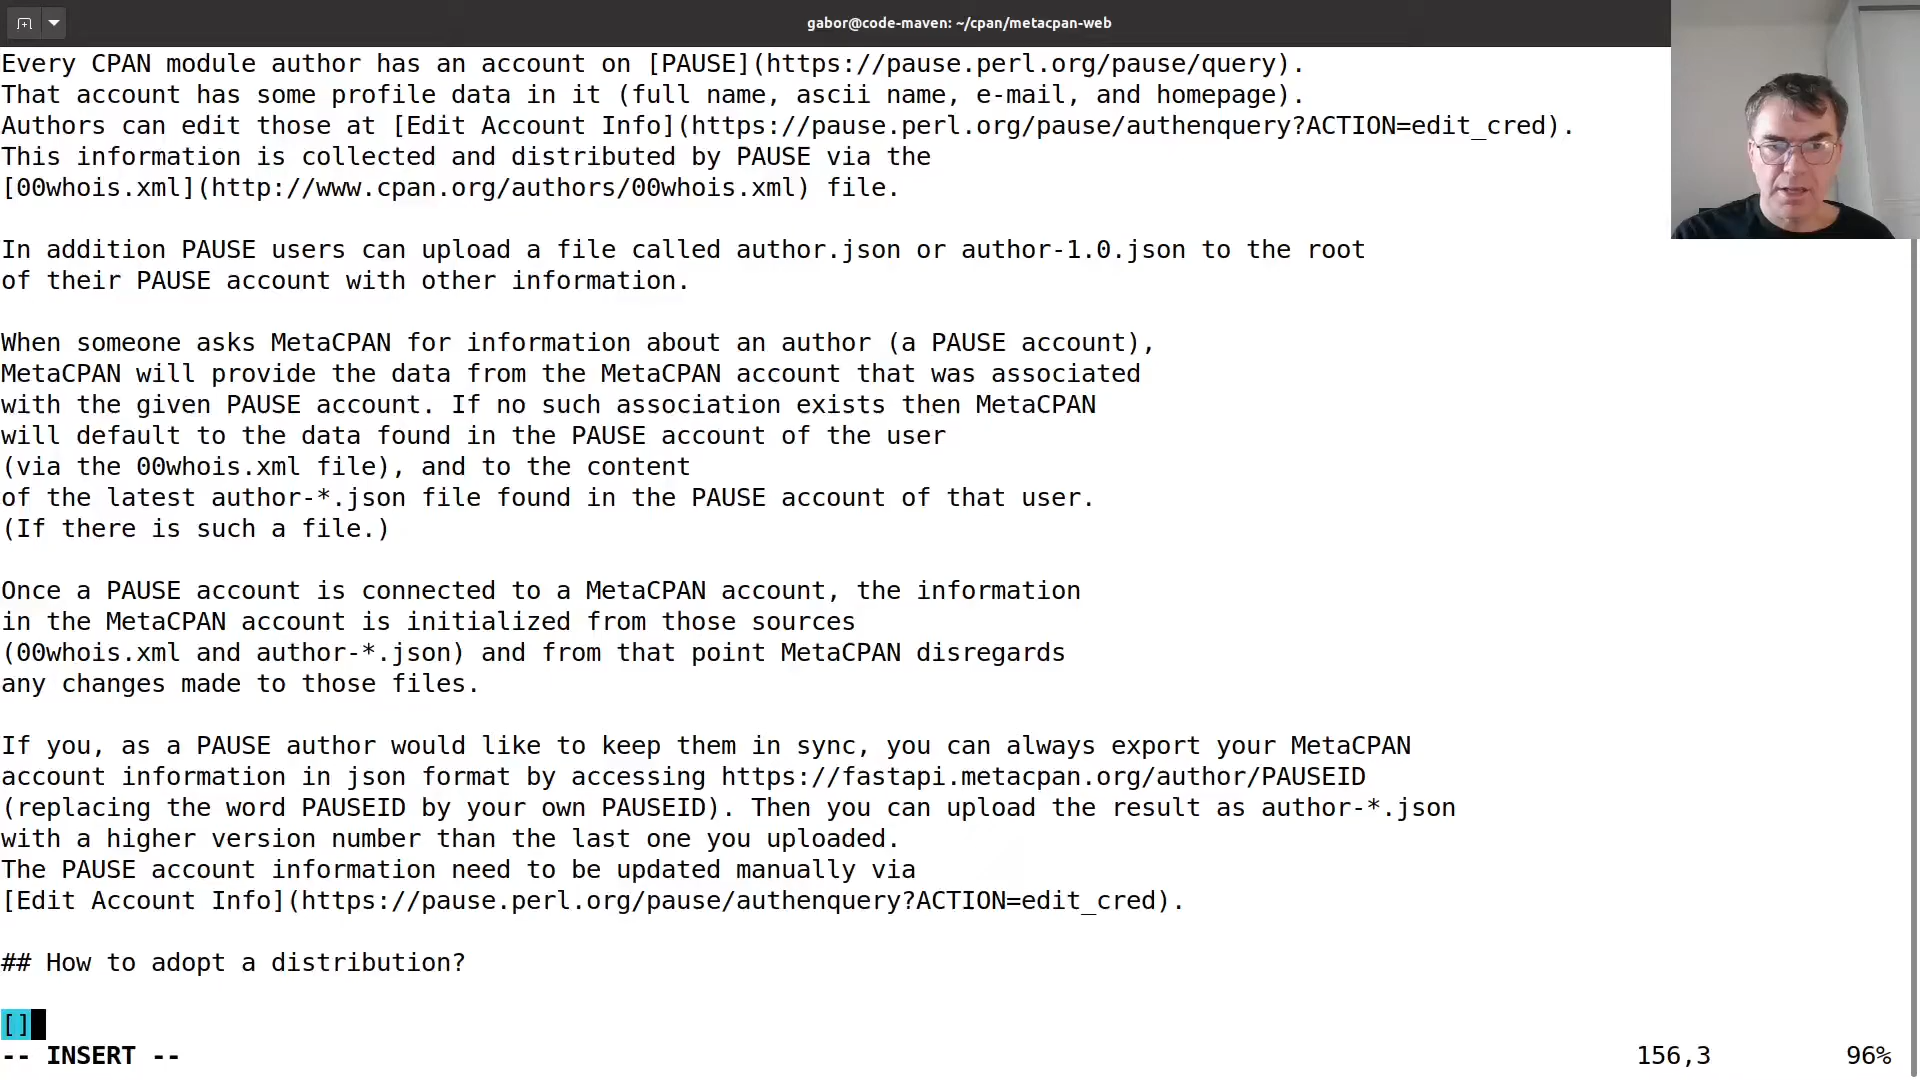 gabor@code-maven: ~/cpan/metacpan-web
Every CPAN module author has an account on [PAUSE](https://pause.perl.org/pause/query).
That account has some profile data in it (full name, ascii name, e-mail, and homepage).
Authors can edit those at [Edit Account Info](https://pause.perl.org/pause/authenquery?ACTION=edit_cred).
This information is collected and distributed by PAUSE via the
[00whois.xml](http://www.cpan.org/authors/00whois.xml) file.
In addition PAUSE users can upload a file called author.json or author-1.0.json to the root
of their PAUSE account with other information.
When someone asks MetaCPAN for information about an author (a PAUSE account),
MetaCPAN will provide the data from the MetaCPAN account that was associated
with the given PAUSE account. If no such association exists then MetaCPAN
will default to the data found in the PAUSE account of the user
(via the 00whois.xml file), and to the content
of the latest author-*.json file found in the PAUSE account of that user.
(If there is such a file.)
Once a PAUSE account is connected to a MetaCPAN account, the information
in the MetaCPAN account is initialized from those sources
(00whois.xml and author-*.json) and from that point MetaCPAN disregards
any changes made to those files.
If you, as a PAUSE author would like to keep them in sync, you can always export your MetaCPAN
account information in json format by accessing https://fastapi.metacpan.org/author/PAUSEID
(replacing the word PAUSEID by your own PAUSEID). Then you can upload the result as author-*.json
with a higher version number than the last one you uploaded.
The PAUSE account information need to be updated manually via
[Edit Account Info](https://pause.perl.org/pause/authenquery?ACTION=edit_cred).
## How to adopt a distribution?
[]
-- INSERT -- 156,3 96%